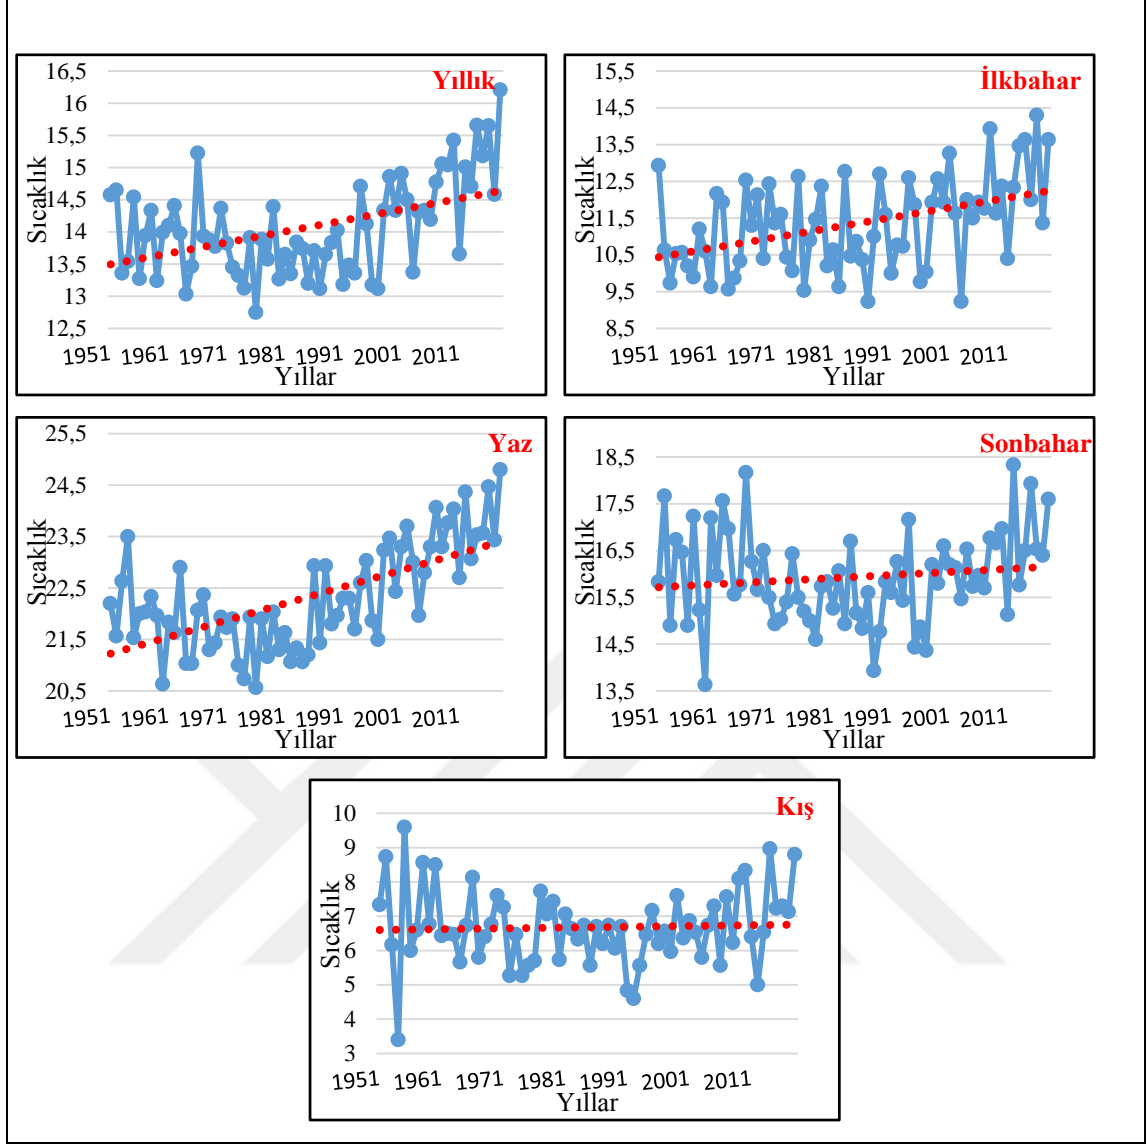 Yıllık
16,5
16
15,5
15
14,5
14
13,5
13
12,5
Sıcaklık
1951 1961 1971 1981 1991 2001 2011
Yıllar
İlkbahar
15,5
14,5
13,5
12,5
11,5
10,5
9,5
8,5
Sıcaklık
1951 1961 1971 1981 1991 2001 2011
Yıllar
Yaz
25,5
24,5
23,5
22,5
21,5
20,5
Sıcaklık
1951 1961 1971 1981 1991 2001 2011
Yıllar
Sonbahar
18,5
17,5
16,5
15,5
14,5
13,5
Sıcaklık
1951 1961 1971 1981 1991 2001 2011
Yıllar
Kış
10
9
8
7
6
5
4
3
Sıcaklık
1951 1961 1971 1981 1991 2001 2011
Yıllar